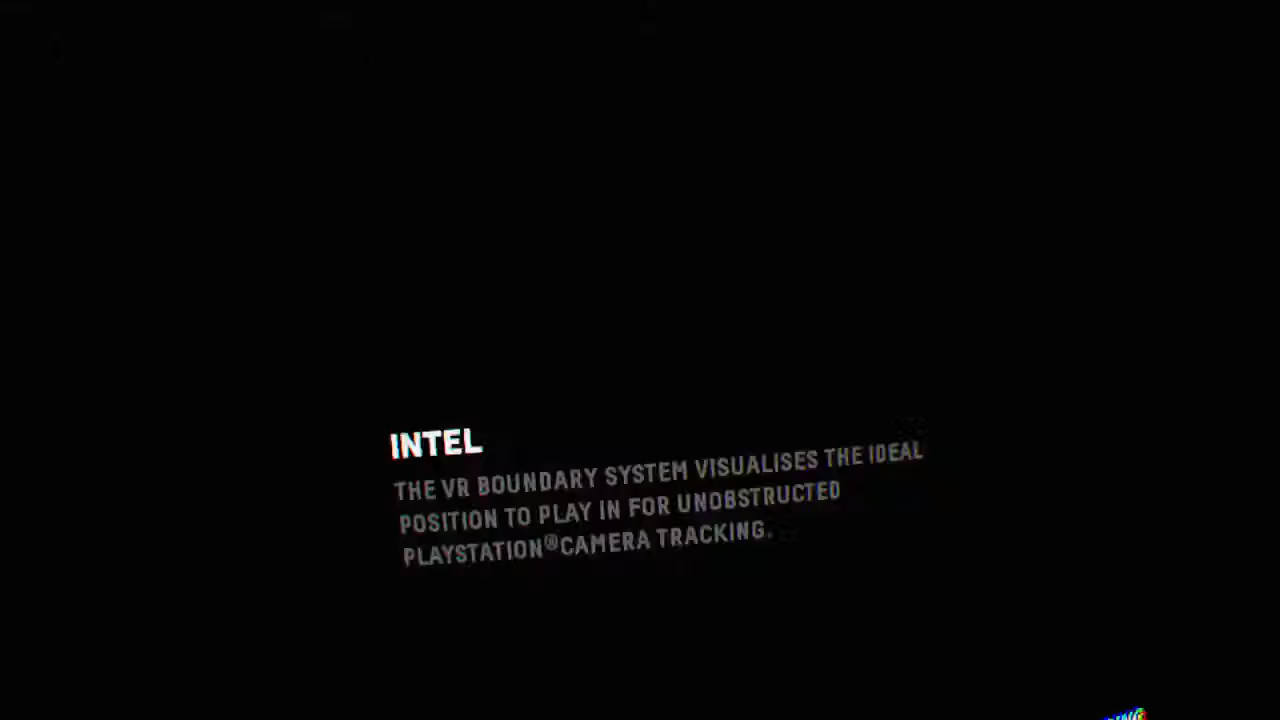 INTEL
THE VR BOUNDARY SYSTEM VISUALISES THE IDEAL
POSITION TO PLAY IN FOR UNOBSTRUCTED
PLAYSTATION®CAMERA TRACKING.